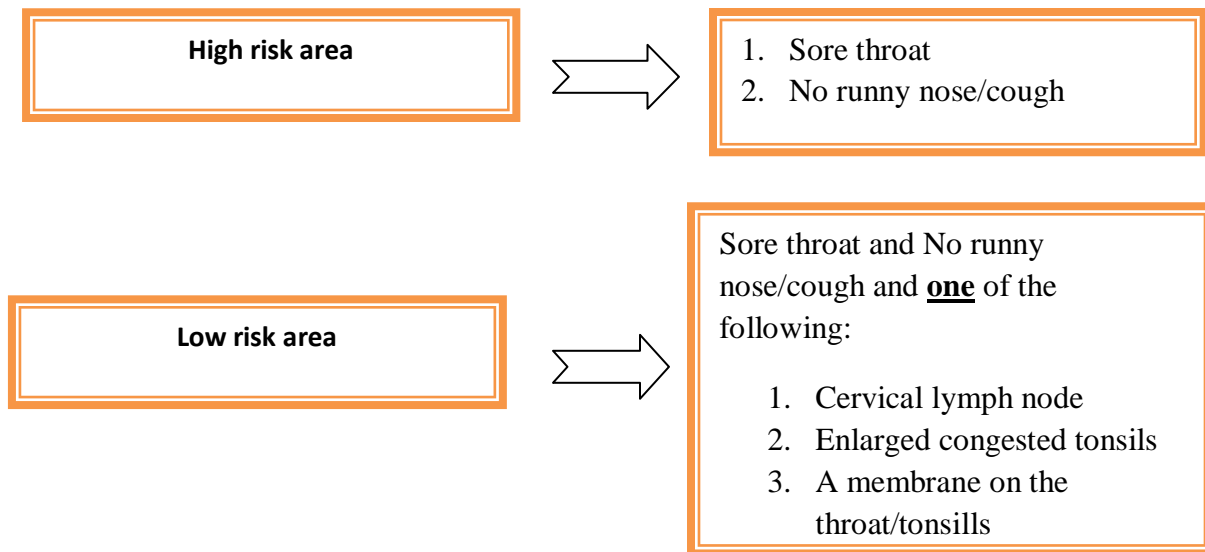 High risk area
1. Sore throat
2. No runny nose/cough
Low risk area
Sore throat and No runny
nose/cough and one of the
following:
1. Cervical lymph node
2. Enlarged congested tonsils
3. A membrane on the
throat/tonsills